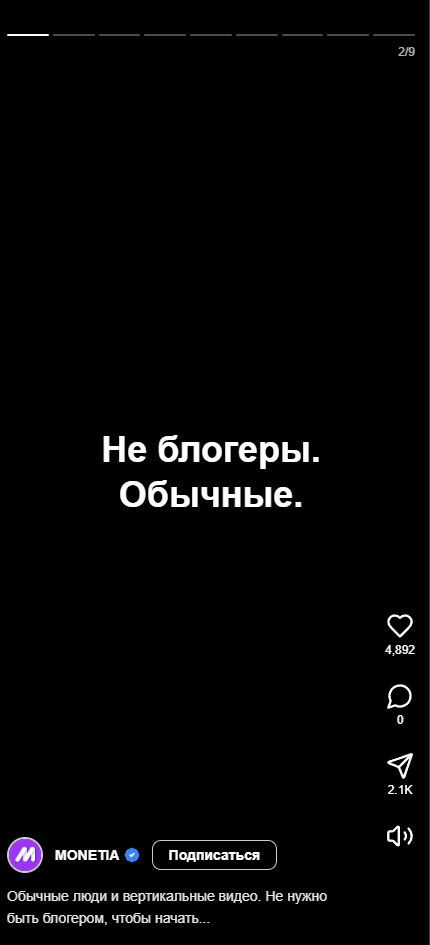 2/9
Не блогеры.
Обычные.
4,892
0
2.1K
MONETIA
Подписаться
Обычные люди и вертикальные видео. Не нужно
быть блогером, чтобы начать...